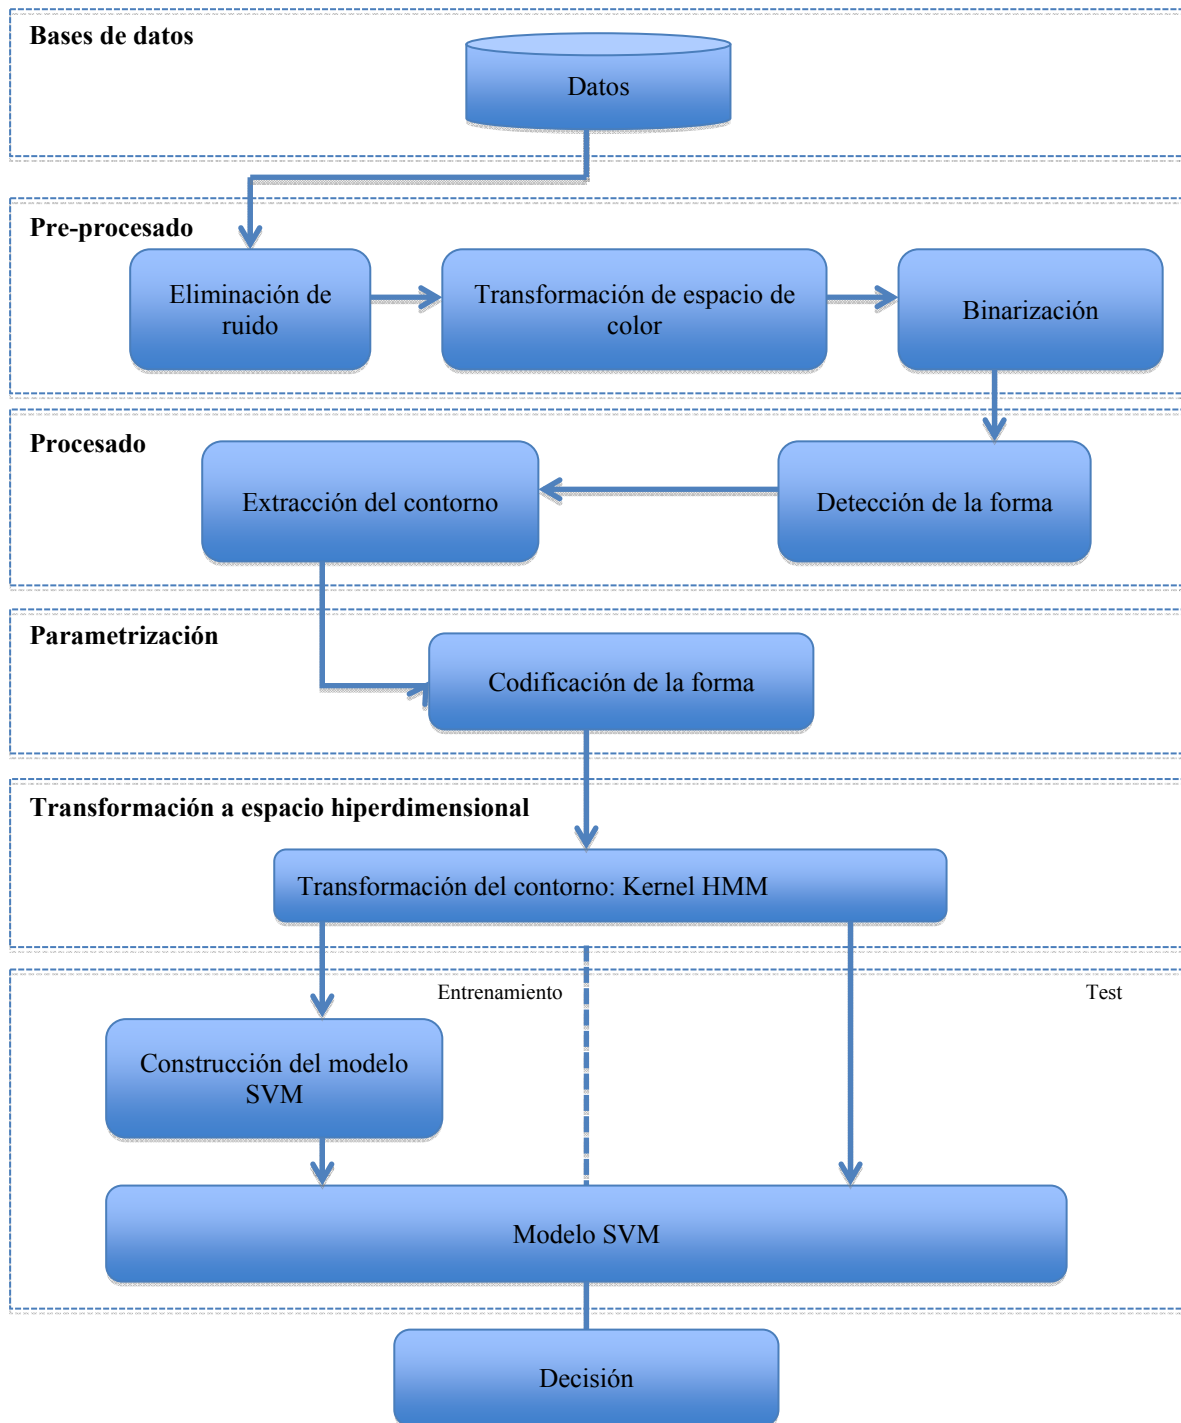 Bases de datos
Datos
Pre-procesado
Eliminación de
ruido
Transformación de espacio de
color
Binarización
Procesado
Extracción del contorno
Detección de la forma
Parametrización
Codificación de la forma
Transformación a espacio hiperdimensional
Transformación del contorno: Kernel HMM
Entrenamiento
Test
Construcción del modelo
SVM
Modelo SVM
Decisión